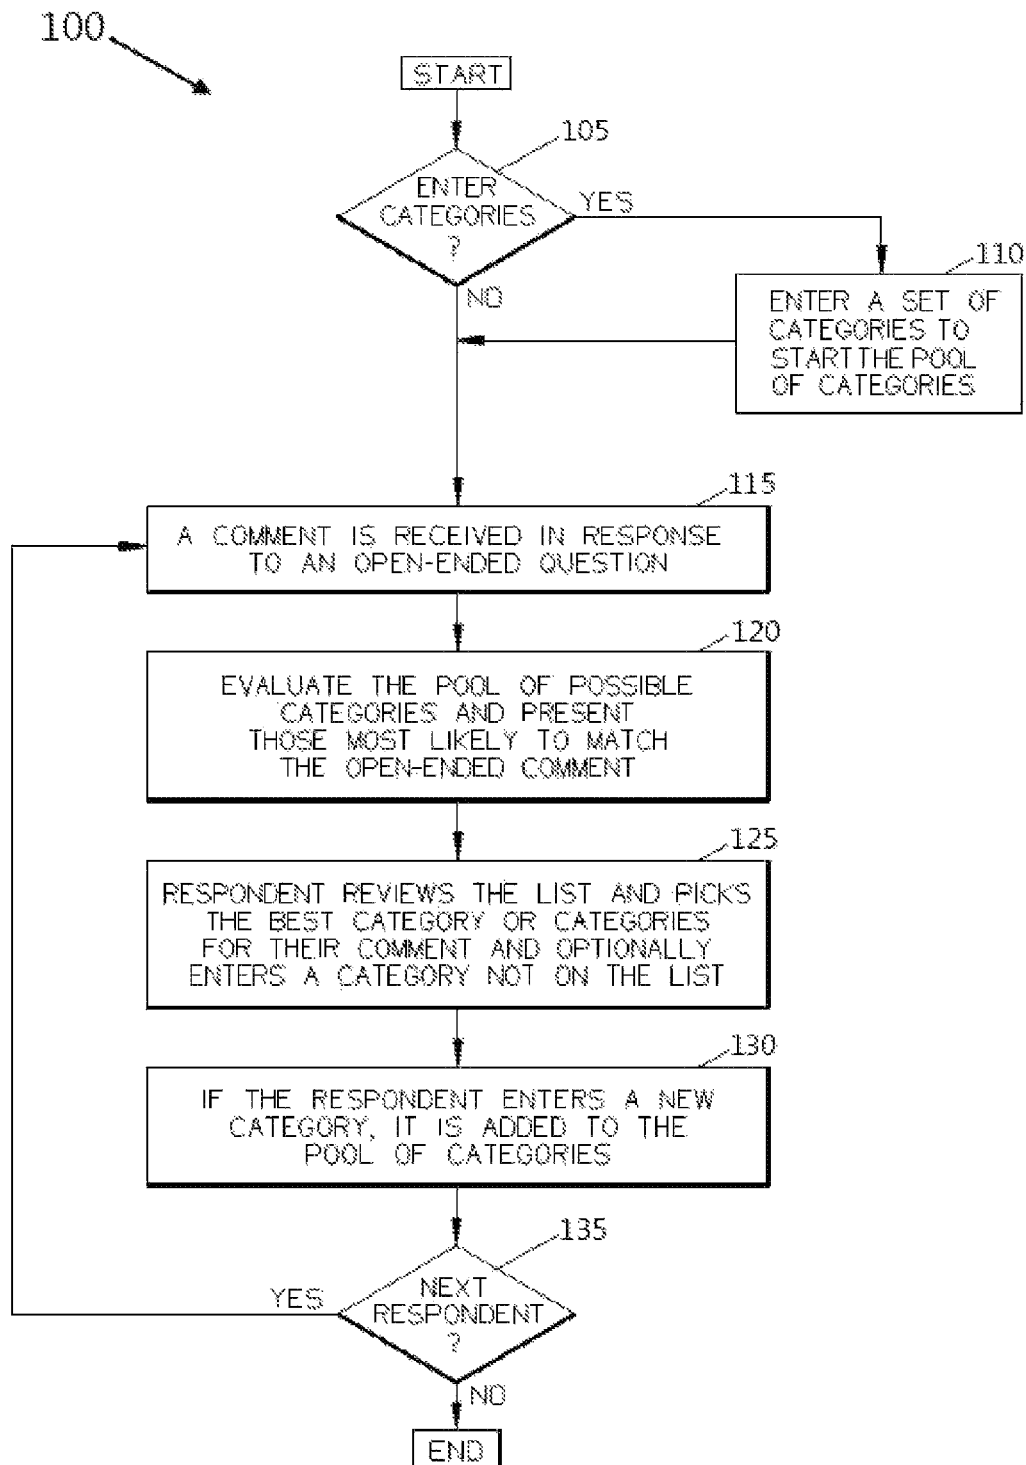 100
START
105
ENTER
CATEGORIES
?
YES
NO
110
ENTER A SET OF
CATEGORIES TO
START THE POOL
OF CATEGORIES
115
A COMMENT IS RECEIVED IN RESPONSE
TO AN OPEN-ENDED QUESTION
120
EVALUATE THE POOL OF POSSIBLE
CATEGORIES AND PRESENT
THOSE MOST LIKELY TO MATCH
THE OPEN-ENDED COMMENT
125
RESPONDENT REVIEWS THE LIST AND PICKS
THE BEST CATEGORY OR CATEGORIES
FOR THEIR COMMENT AND OPTIONALLY
ENTERS A CATEGORY NOT ON THE LIST
130
IF THE RESPONDENT ENTERS A NEW
CATEGORY, IT IS ADDED TO THE
POOL OF CATEGORIES
135
YES
NEXT
RESPONDENT
?
NO
END